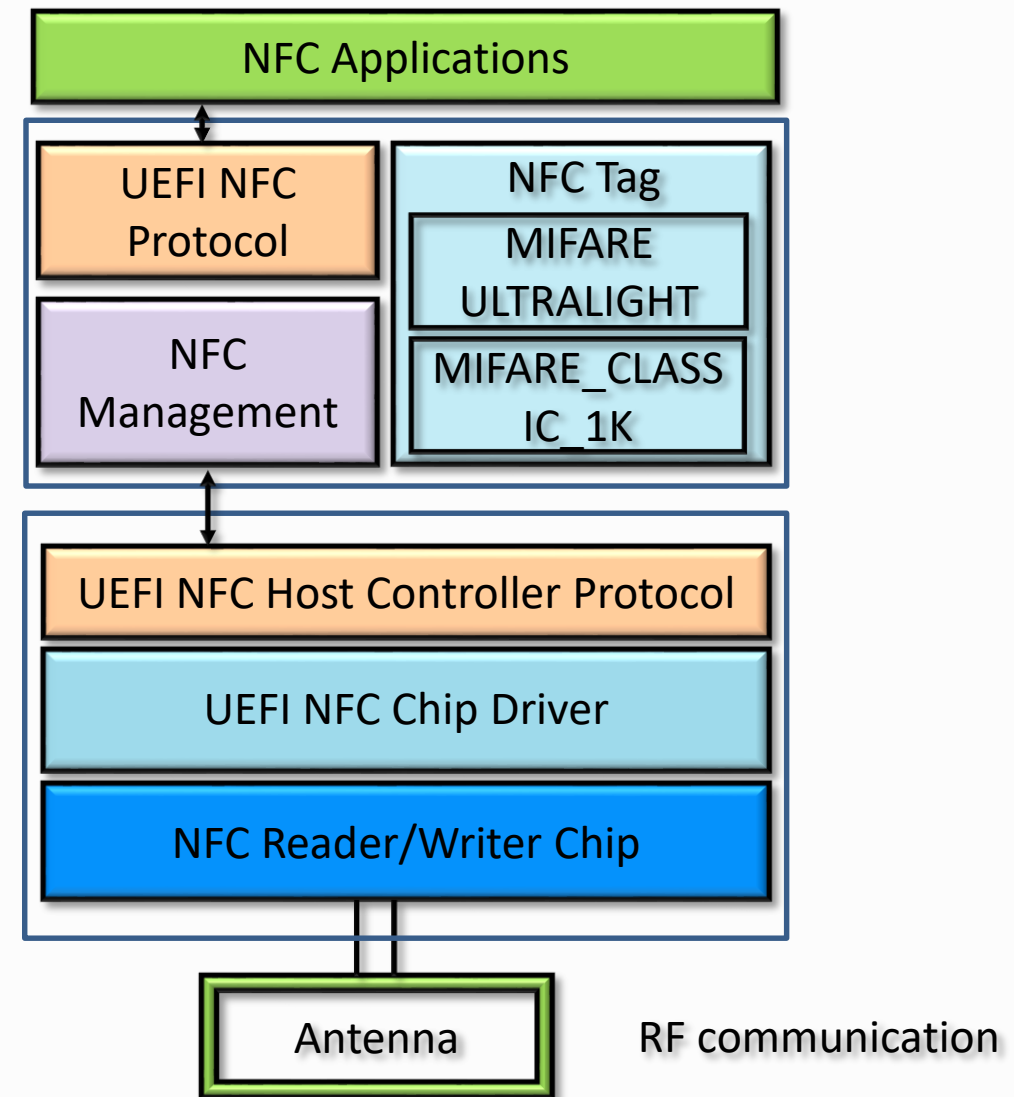 NFC Applications
UEFI NFC
Protocol
NFC
Management
NFC Tag
MIFARE
ULTRALIGHT
MIFARE_CLASS
IC_1K
UEFI NFC Host Controller Protocol
UEFI NFC Chip Driver
NFC Reader/Writer Chip
Antenna
RF communication